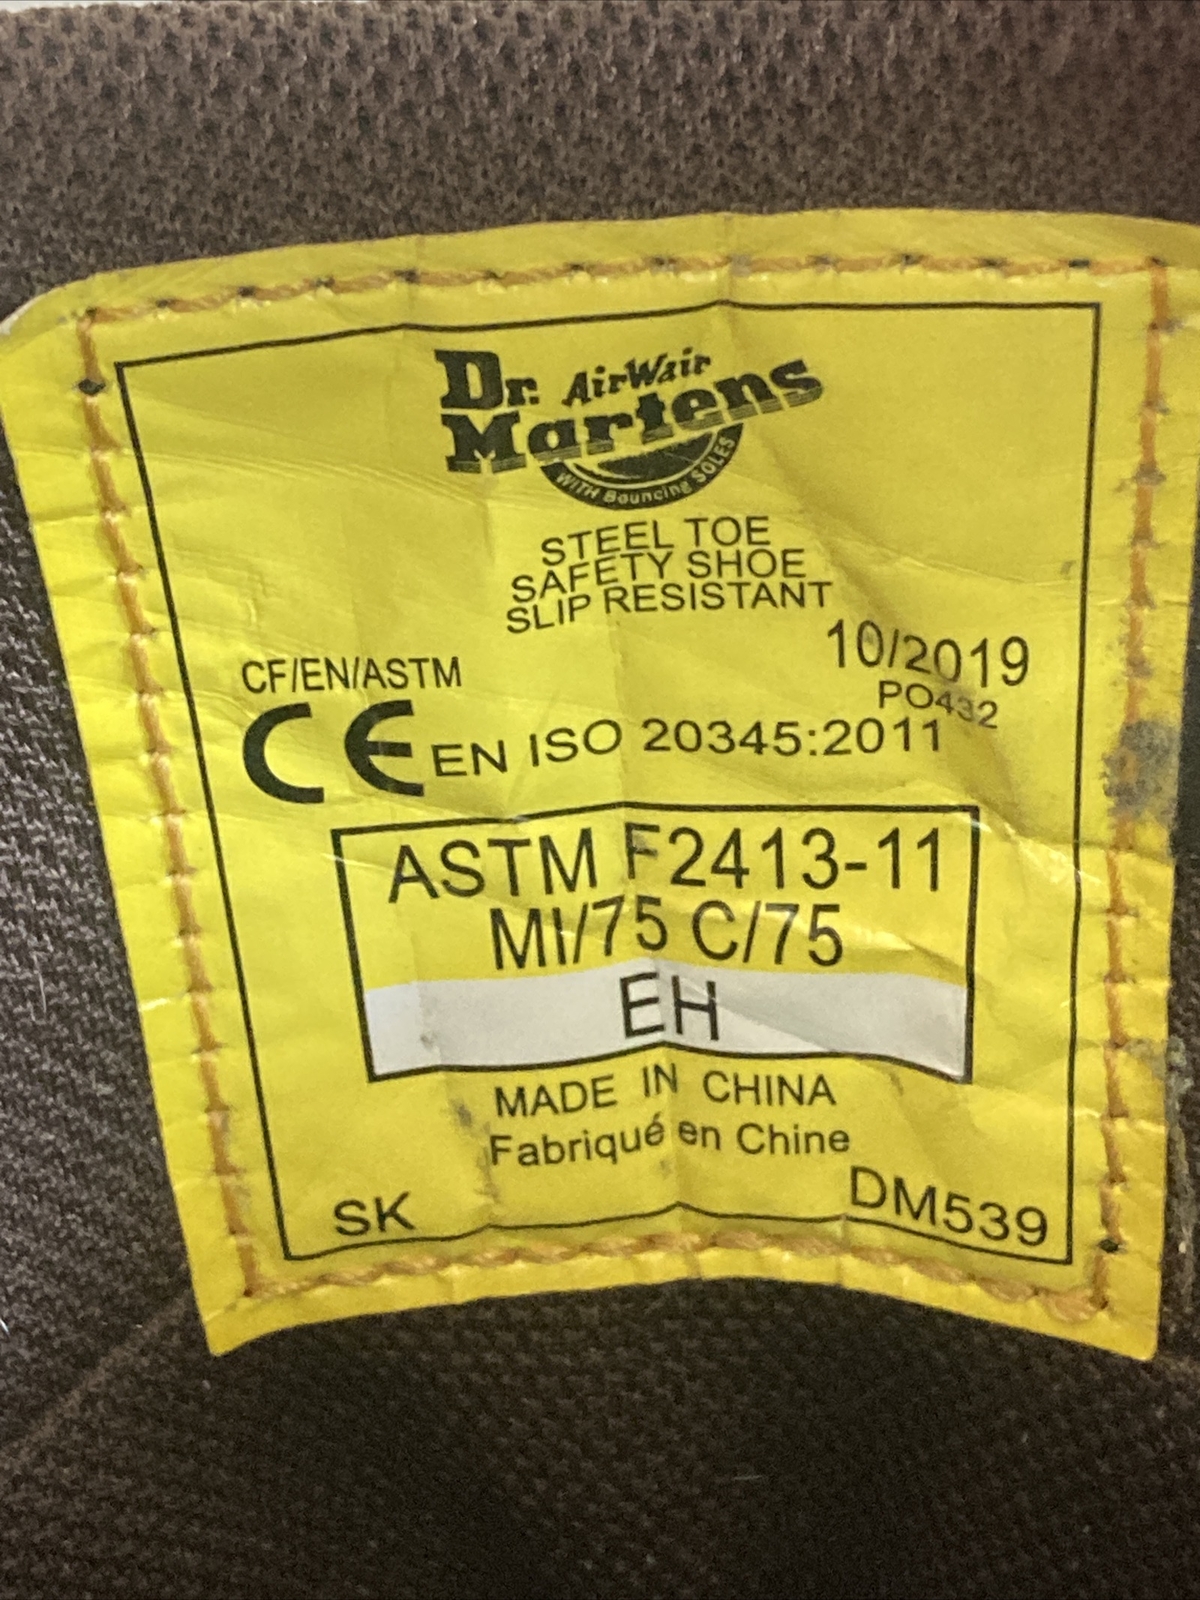 Dr. AirWair
Martens
WITH Bouncing SOLES
STEEL TOE
SAFETY SHOE
SLIP RESISTANT
10/2019
CF/EN/ASTM
PO432
CE EN ISO 20345:2011
ASTM F2413-11
MI/75 C/75
EH
MADE IN CHINA
Fabriqué en Chine
SK
DM539